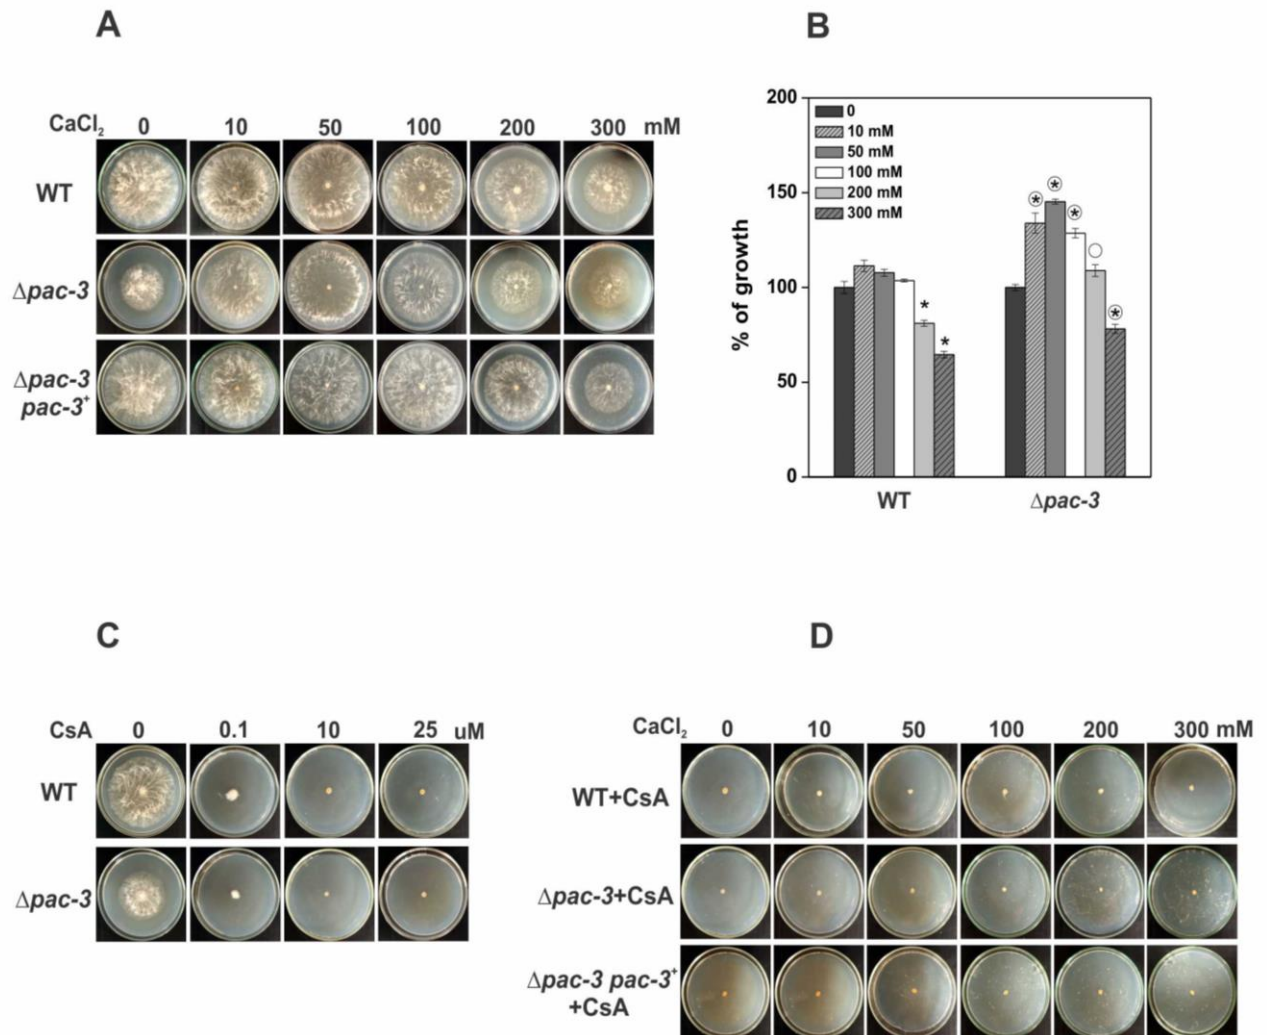 A
CaCl₂ 0 10 50 100 200 300 mM
WT
Δpac-3
Δpac-3
pac-3⁺
B
% of growth
200
150
100
50
0
0
10 mM
50 mM
100 mM
200 mM
300 mM
* *
* * * *
WT Δpac-3
C
CsA 0 0.1 10 25 uM
WT
Δpac-3
D
CaCl₂ 0 10 50 100 200 300 mM
WT+CsA
Δpac-3+CsA
Δpac-3 pac-3⁺
+CsA